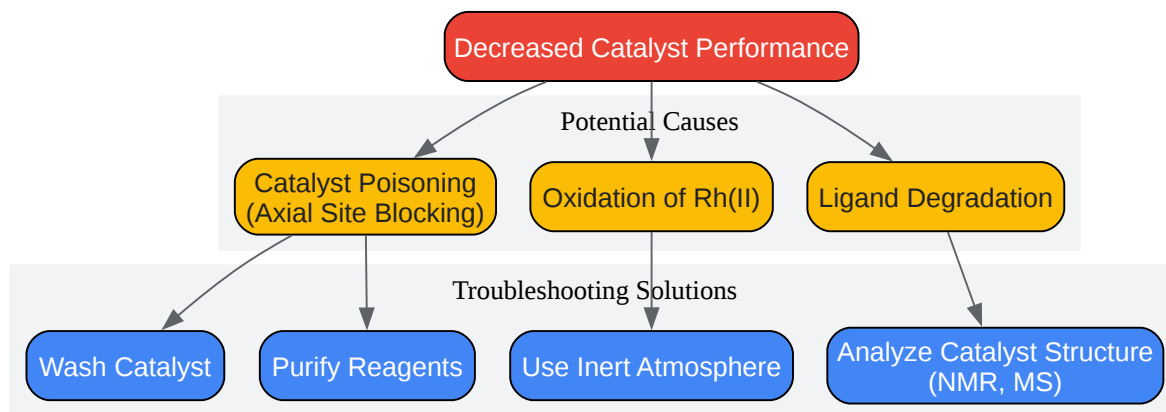 Decreased Catalyst Performance
Potential Causes
Catalyst Poisoning
(Axial Site Blocking)
Oxidation of Rh(II)
Ligand Degradation
Troubleshooting Solutions
Wash Catalyst
Purify Reagents
Use Inert Atmosphere
Analyze Catalyst Structure
(NMR, MS)